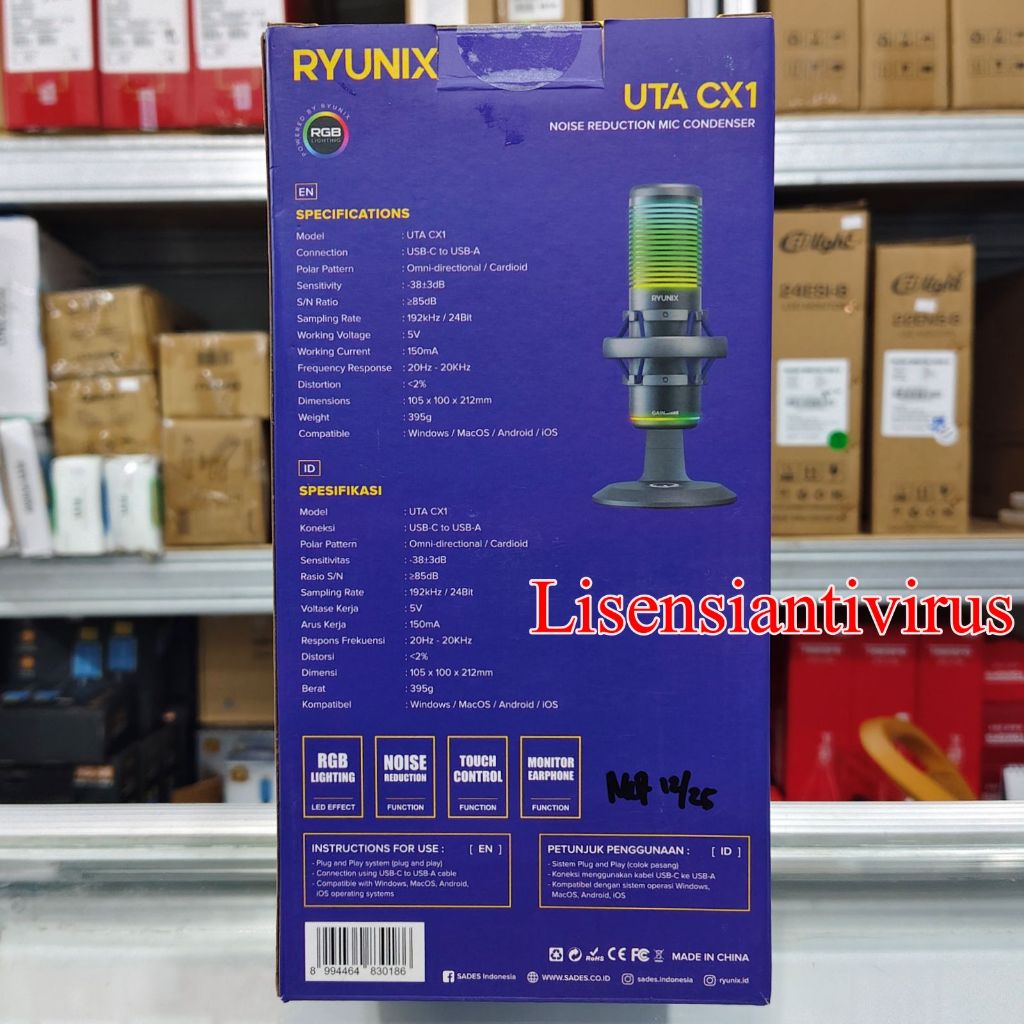 RYUNIX
POWERED BY RYUNIX
RGB
LIGHTING
UTA CX1
NOISE REDUCTION MIC CONDENSER
EN
SPECIFICATIONS
Model : UTA CX1
Connection : USB-C to USB-A
Polar Pattern : Omni-directional / Cardioid
Sensitivity : -38±3dB
S/N Ratio : ≥85dB
Sampling Rate : 192kHz / 24Bit
Working Voltage : 5V
Working Current : 150mA
Frequency Response : 20Hz - 20KHz
Distortion : <2%
Dimensions : 105 x 100 x 212mm
Weight : 395g
Compatible : Windows / MacOS / Android / iOS
RYUNIX
GAIN
ID
SPESIFIKASI
Model : UTA CX1
Koneksi : USB-C to USB-A
Polar Pattern : Omni-directional / Cardioid
Sensitivitas : -38±3dB
Rasio S/N : ≥85dB
Sampling Rate : 192kHz / 24Bit
Voltase Kerja : 5V
Arus Kerja : 150mA
Respons Frekuensi : 20Hz - 20KHz
Distorsi : <2%
Dimensi : 105 x 100 x 212mm
Berat : 395g
Kompatibel : Windows / MacOS / Android / iOS
Lisensiantivirus
RGB
LIGHTING
LED EFFECT
NOISE
REDUCTION
FUNCTION
TOUCH
CONTROL
FUNCTION
MONITOR
EARPHONE
FUNCTION
12/25
INSTRUCTIONS FOR USE : [ EN ]
- Plug and Play system (plug and play)
- Connection using USB-C to USB-A cable
- Compatible with Windows, MacOS, Android,
iOS operating systems
PETUNJUK PENGGUNAAN : [ ID ]
- Sistem Plug and Play (colok pasang)
- Koneksi menggunakan kabel USB-C ke USB-A
- Kompatibel dengan sistem operasi Windows,
MacOS, Android, iOS
8 994464 830186
RoHS CE FC MADE IN CHINA
SADES Indonesia WWW.SADES.CO.ID sades.indonesia ryunix.id
light
light